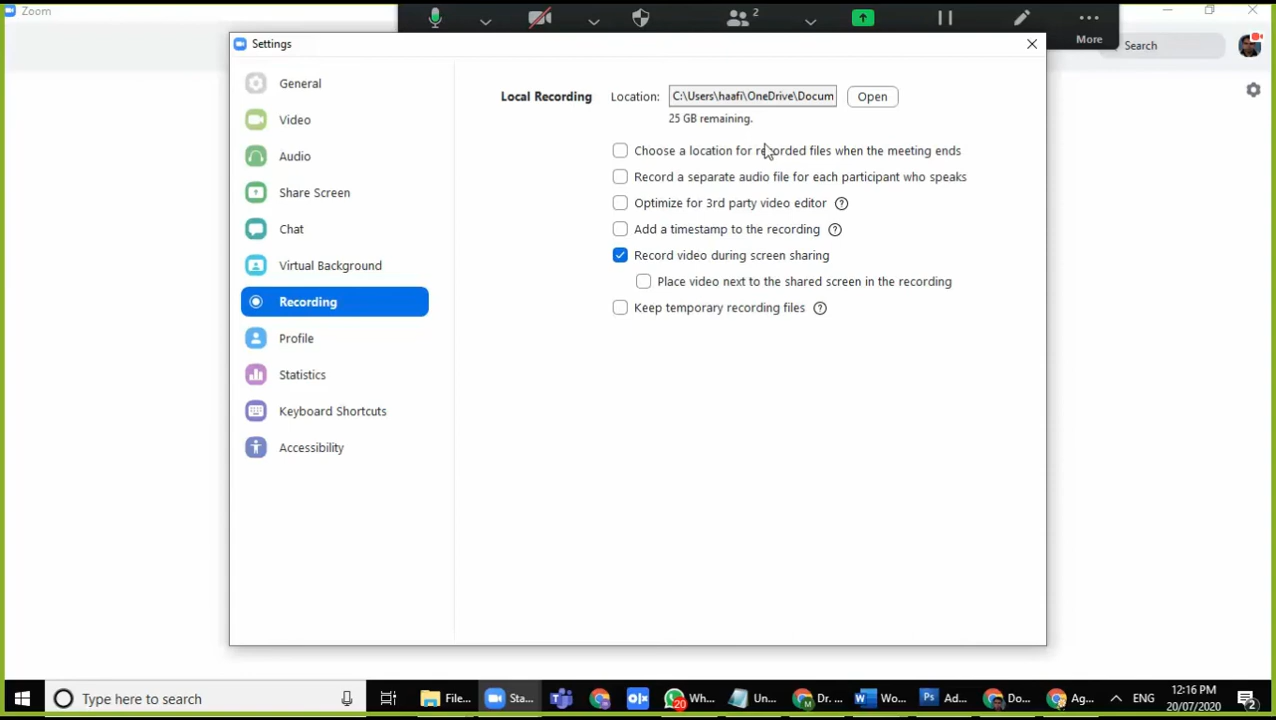 Zoom
2
More
Search
Settings
General
Video
Audio
Share Screen
Chat
Virtual Background
Recording
Profile
Statistics
Keyboard Shortcuts
Accessibility
Local Recording Location: C:\Users\haafi\OneDrive\Docum Open
25 GB remaining.
Choose a location for recorded files when the meeting ends
Record a separate audio file for each participant who speaks
Optimize for 3rd party video editor ?
Add a timestamp to the recording ?
Record video during screen sharing
Place video next to the shared screen in the recording
Keep temporary recording files ?
Type here to search
File... Sta... Wh... 20 Un... Dr. ... Wo... Ps Ad... Do... Ag... ENG
12:16 PM
20/07/2020
2